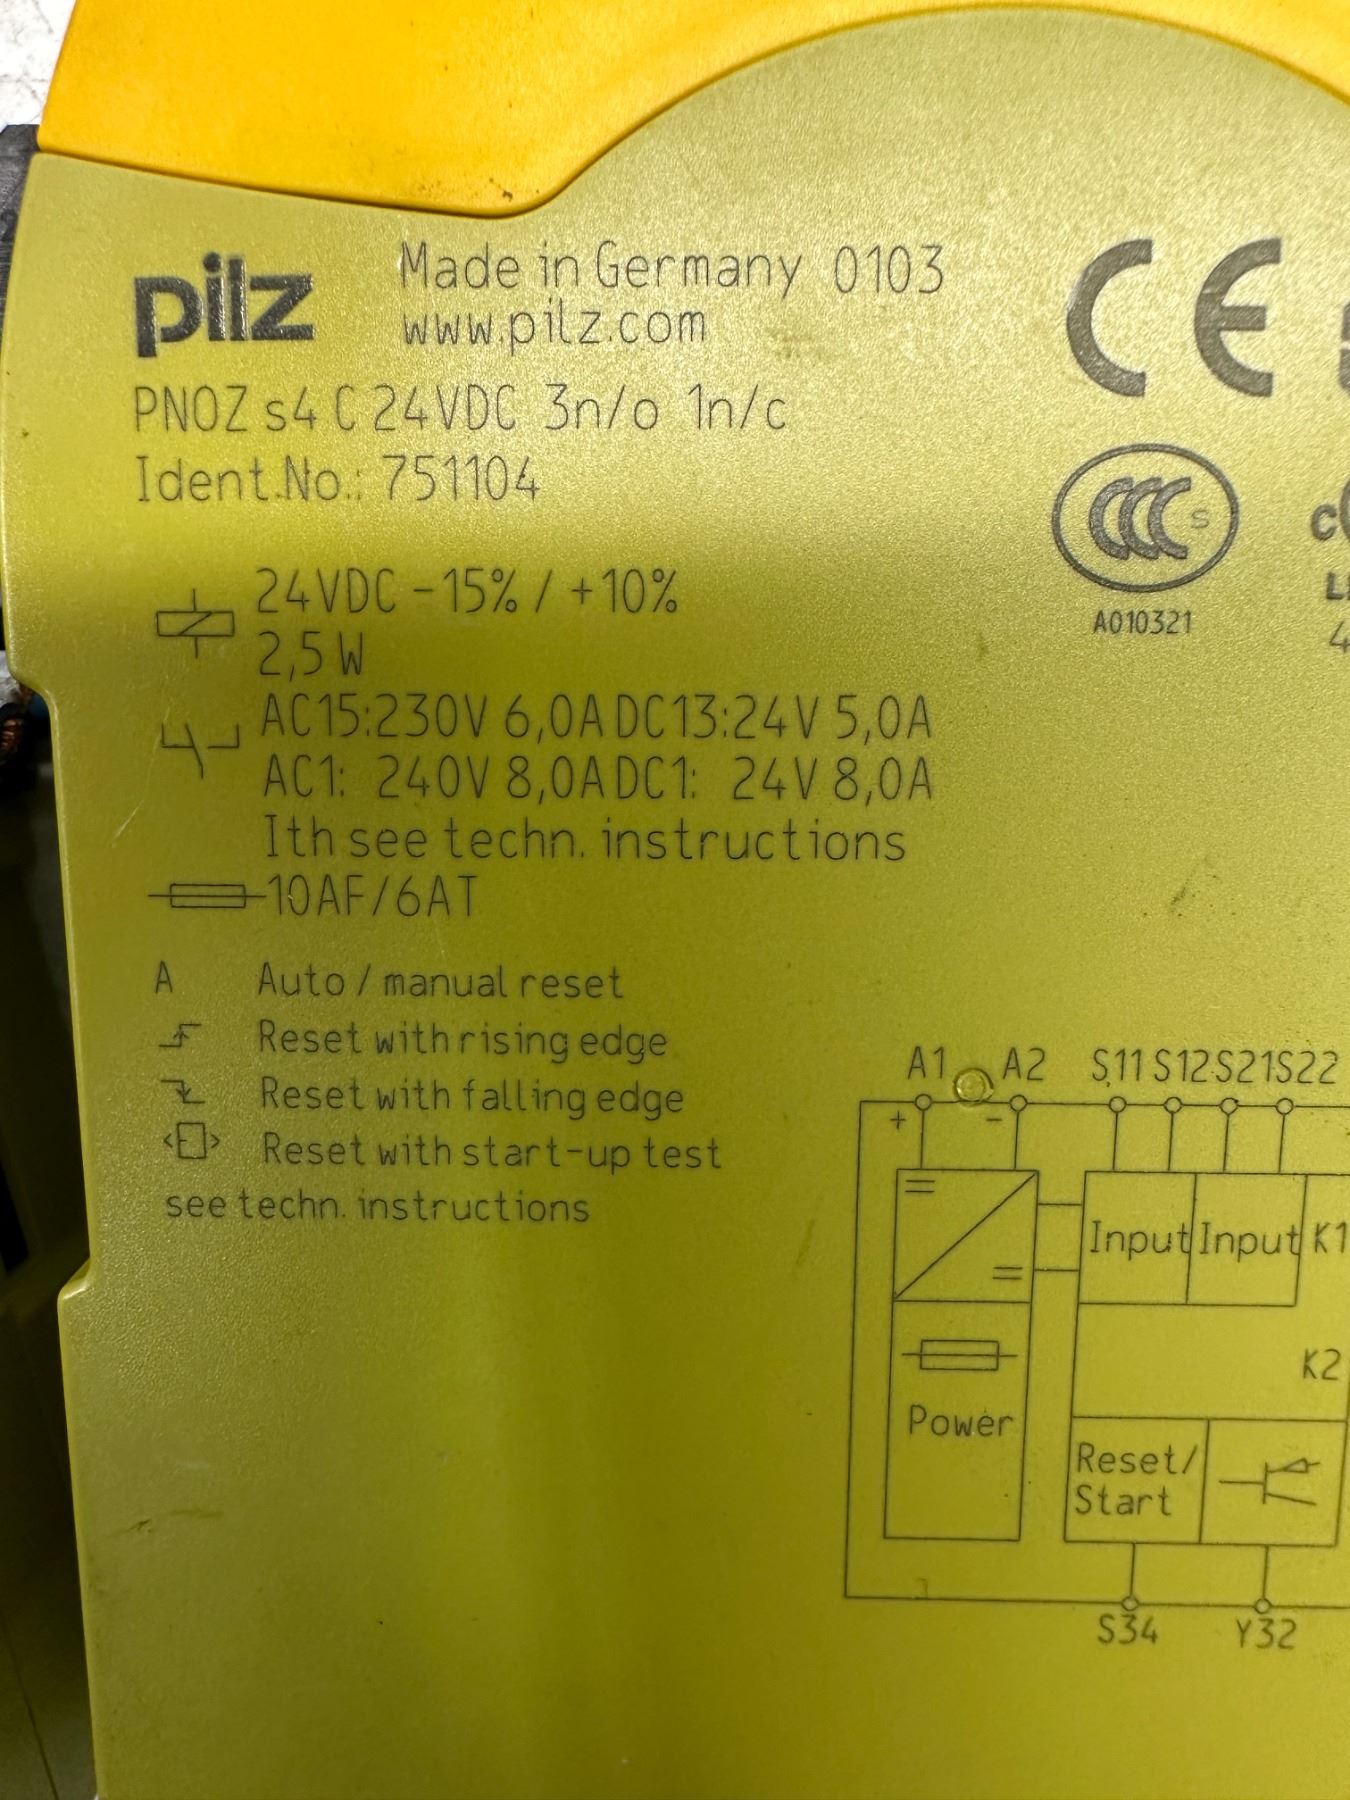 pilz
Made in Germany 0103
www.pilz.com
PNOZ s4 C 24VDC 3n/o 1n/c
Ident.No.: 751104
CE
CCC S
A010321
24VDC -15% / +10%
2,5 W
AC15:230V 6,0A DC13:24V 5,0A
AC1: 240V 8,0A DC1: 24V 8,0A
Ith see techn. instructions
10AF/6AT
A Auto / manual reset
Reset with rising edge
Reset with falling edge
Reset with start-up test
see techn. instructions
A1 A2 S11 S12 S21 S22
+ -
Input Input K1
K2
Power
Reset/
Start
S34 Y32